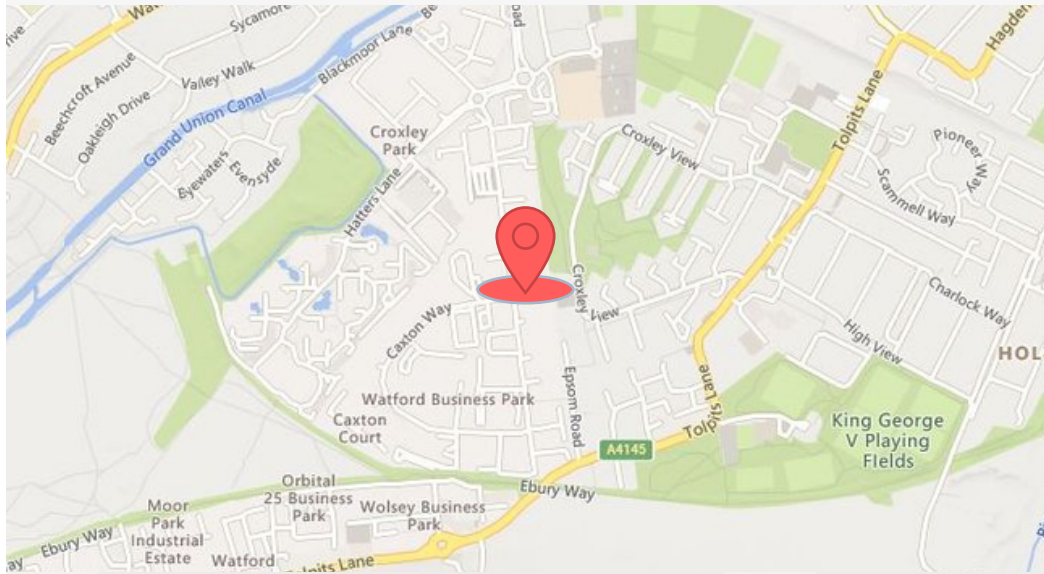 Sycamore
Road
Hagden
Beechcroft Avenue
Oakleigh Drive
Valley Walk
Blackmoor Lane
Grand Union Canal
Tolpits Lane
Croxley
Park
Croxley View
Pioneer
Way
Eyewaters
Evensyde
Hatters Lane
Scammell Way
Croxley
View
Charlock Way
Caxton Way
High View
HOL
Epsom Road
Watford Business Park
Tolpits Lane
Caxton
Court
King George
V Playing
Fields
A4145
Orbital
25 Business
Park
Ebury Way
Moor
Park
Industrial
Estate
Wolsey Business
Park
Ebury Way
Watford
Tolpits Lane